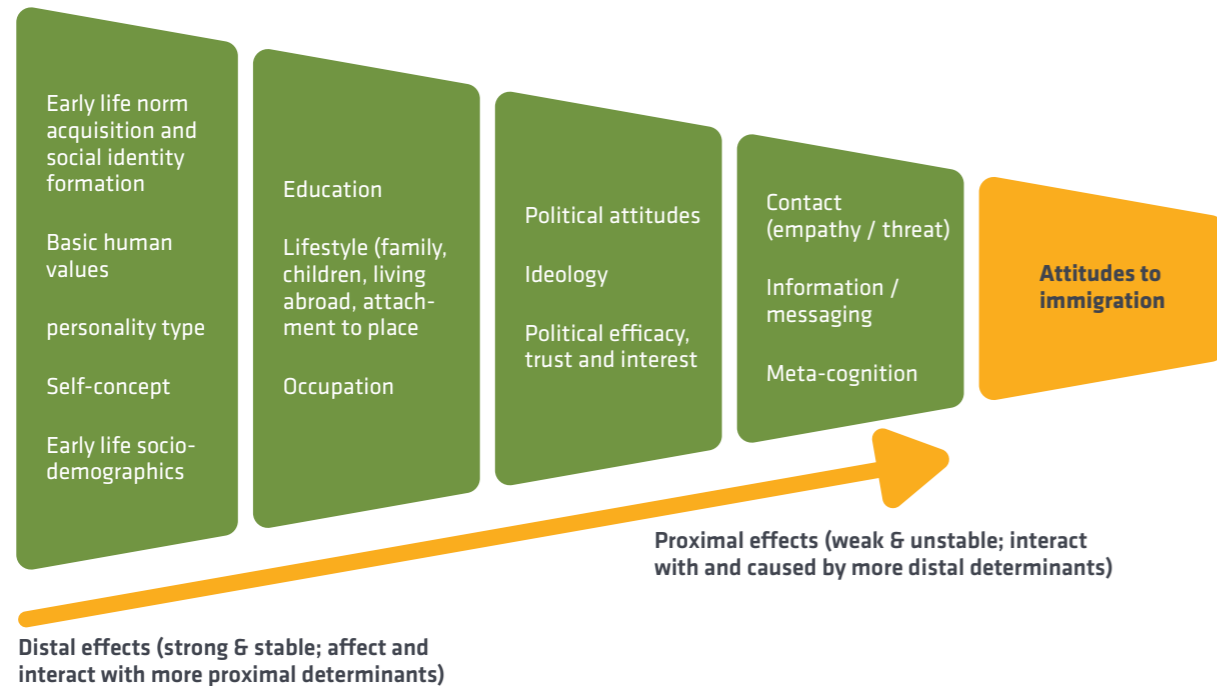 Early life norm
acquisition and
social identity
formation
Basic human
values
personality type
Self-concept
Early life socio-
demographics
Education
Lifestyle (family,
children, living
abroad, attach-
ment to place
Occupation
Political attitudes
Ideology
Political efficacy,
trust and interest
Contact
(empathy / threat)
Information /
messaging
Meta-cognition
Attitudes to
immigration
Proximal effects (weak & unstable; interact
with and caused by more distal determinants)
Distal effects (strong & stable; affect and
interact with more proximal determinants)